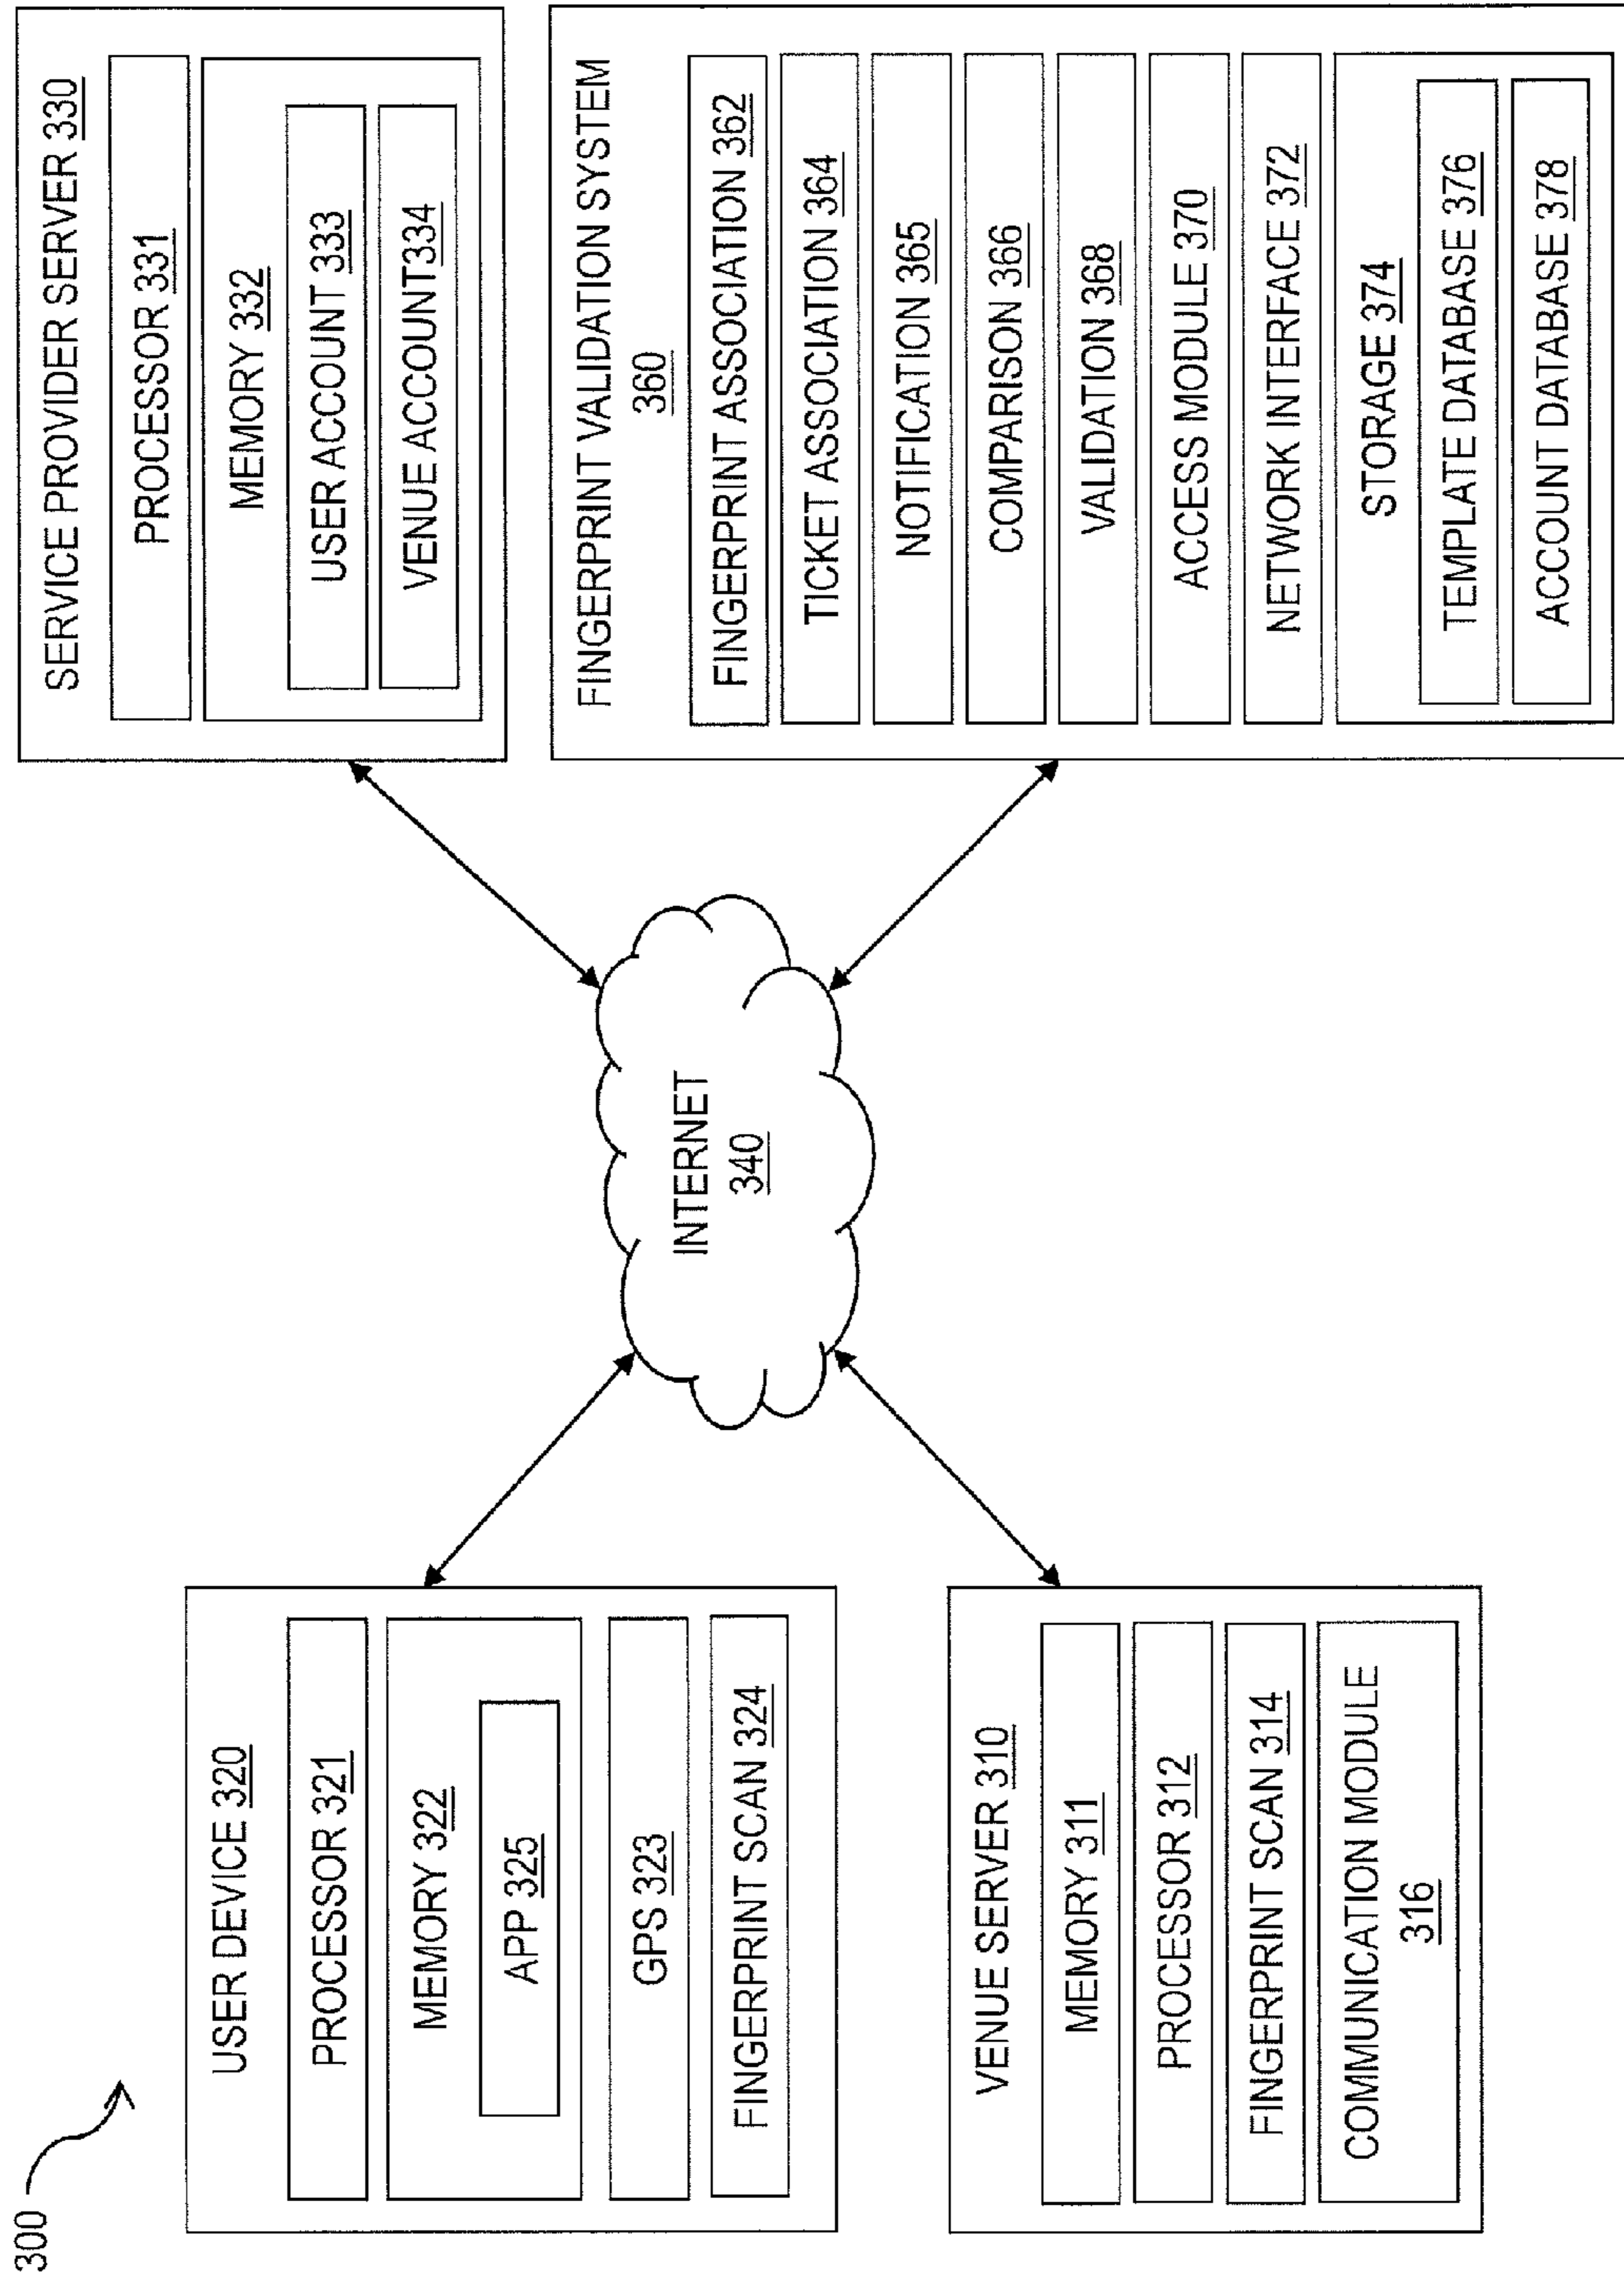 300
USER DEVICE 320
PROCESSOR 321
MEMORY 322
APP 325
GPS 323
FINGERPRINT SCAN 324
VENUE SERVER 310
MEMORY 311
PROCESSOR 312
FINGERPRINT SCAN 314
COMMUNICATION MODULE
316
INTERNET
340
SERVICE PROVIDER SERVER 330
PROCESSOR 331
MEMORY 332
USER ACCOUNT 333
VENUE ACCOUNT334
FINGERPRINT VALIDATION SYSTEM
360
FINGERPRINT ASSOCIATION 362
TICKET ASSOCIATION 364
NOTIFICATION 365
COMPARISON 366
VALIDATION 368
ACCESS MODULE 370
NETWORK INTERFACE 372
STORAGE 374
TEMPLATE DATABASE 376
ACCOUNT DATABASE 378